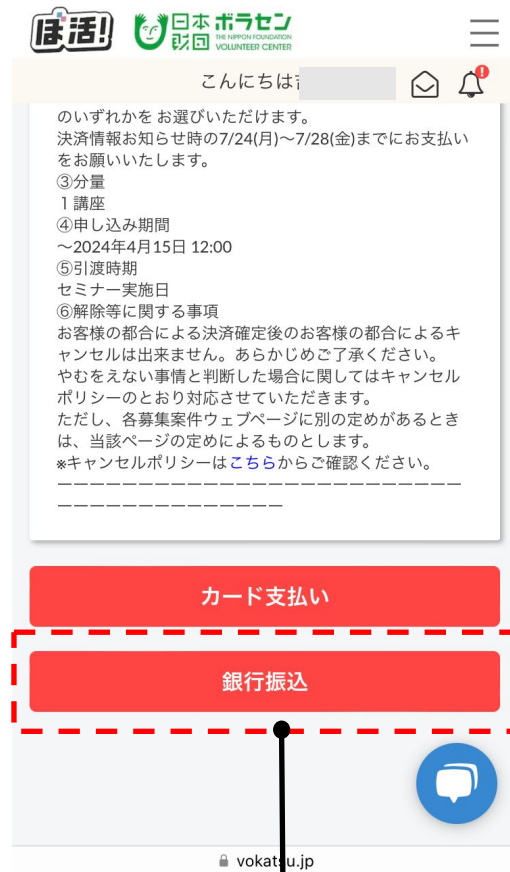 ぼ活!
日本財団 ボラセン
THE NIPPON FOUNDATION
VOLUNTEER CENTER
こんにちは
のいずれかを お選びいただけます。
決済情報お知らせ時の7/24(月)〜7/28(金)までにお支払い
をお願いいたします。
③分量
1講座
④申し込み期間
〜2024年4月15日 12:00
⑤引渡時期
セミナー実施日
⑥解除等に関する事項
お客様の都合による決済確定後のお客様の都合によるキ
ャンセルは出来ません。あらかじめご了承ください。
やむをえない事情と判断した場合に関してはキャンセル
ポリシーのとおり対応させていただきます。
ただし、各募集案件ウェブページに別の定めがあるとき
は、当該ページの定めによるものとします。
※キャンセルポリシーはこちらからご確認ください。
ーーーーーーーーーーーーーーーーーーーーーーーーー
ーーーーーーーーーーーーーー
カード支払い
銀行振込
vokatsu.jp